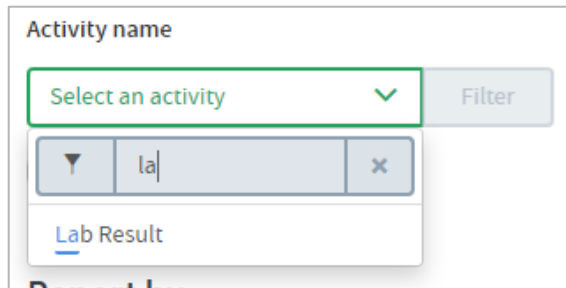 Activity name
Select an activity
Filter
la
Lab Result